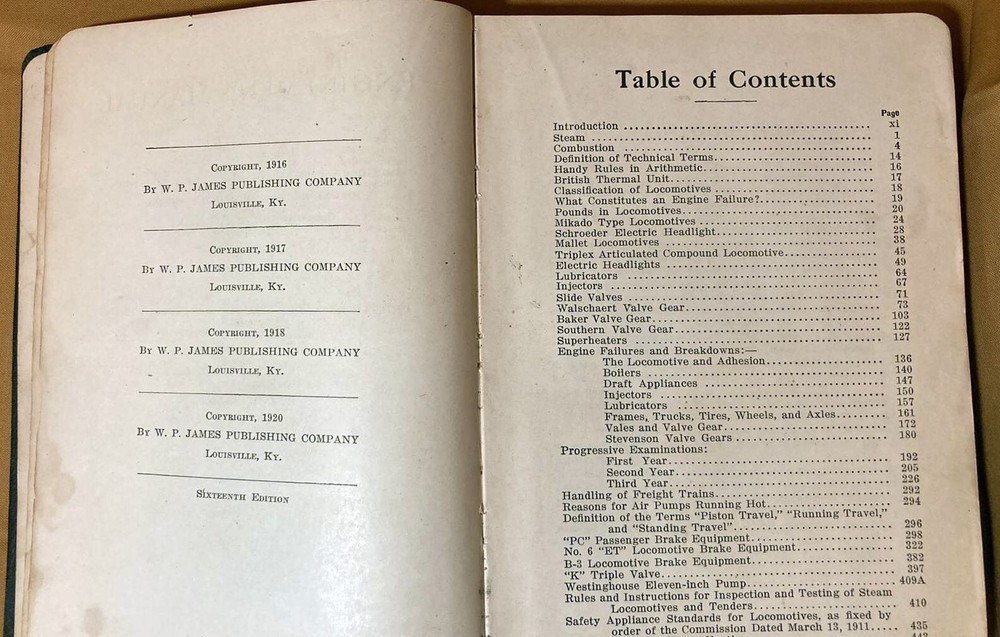 Copyright, 1916
By W. P. JAMES PUBLISHING COMPANY
Louisville, Ky.
Copyright, 1917
By W. P. JAMES PUBLISHING COMPANY
Louisville, Ky.
Copyright, 1918
By W. P. JAMES PUBLISHING COMPANY
Louisville, Ky.
Copyright, 1920
By W. P. JAMES PUBLISHING COMPANY
Louisville, Ky.
Sixteenth Edition
Table of Contents
Page
Introduction .......... xi
Steam .......... 1
Combustion .......... 4
Definition of Technical Terms.......... 14
Handy Rules in Arithmetic.......... 16
British Thermal Unit.......... 17
Classification of Locomotives .......... 18
What Constitutes an Engine Failure?.......... 19
Pounds in Locomotives.......... 20
Mikado Type Locomotives .......... 24
Schroeder Electric Headlight.......... 28
Mallet Locomotives .......... 38
Triplex Articulated Compound Locomotive.......... 45
Electric Headlights .......... 49
Lubricators .......... 64
Injectors .......... 67
Slide Valves .......... 71
Walschaert Valve Gear.......... 73
Baker Valve Gear.......... 103
Southern Valve Gear.......... 122
Superheaters .......... 127
Engine Failures and Breakdowns:—
The Locomotive and Adhesion.......... 136
Boilers .......... 140
Draft Appliances .......... 147
Injectors .......... 150
Lubricators .......... 157
Frames, Trucks, Tires, Wheels, and Axles.......... 161
Vales and Valve Gear.......... 172
Stevenson Valve Gears .......... 180
Progressive Examinations:
First Year.......... 192
Second Year.......... 205
Third Year.......... 226
Handling of Freight Trains.......... 292
Reasons for Air Pumps Running Hot.......... 294
Definition of the Terms "Piston Travel," "Running Travel,"
and "Standing Travel".......... 296
"PC" Passenger Brake Equipment.......... 298
No. 6 "ET" Locomotive Brake Equipment.......... 322
B-3 Locomotive Brake Equipment.......... 382
"K" Triple Valve.......... 397
Westinghouse Eleven-inch Pump.......... 409A
Rules and Instructions for Inspection and Testing of Steam
Locomotives and Tenders.......... 410
Safety Appliance Standards for Locomotives, as fixed by
order of the Commission Dated March 13, 1911..... 435